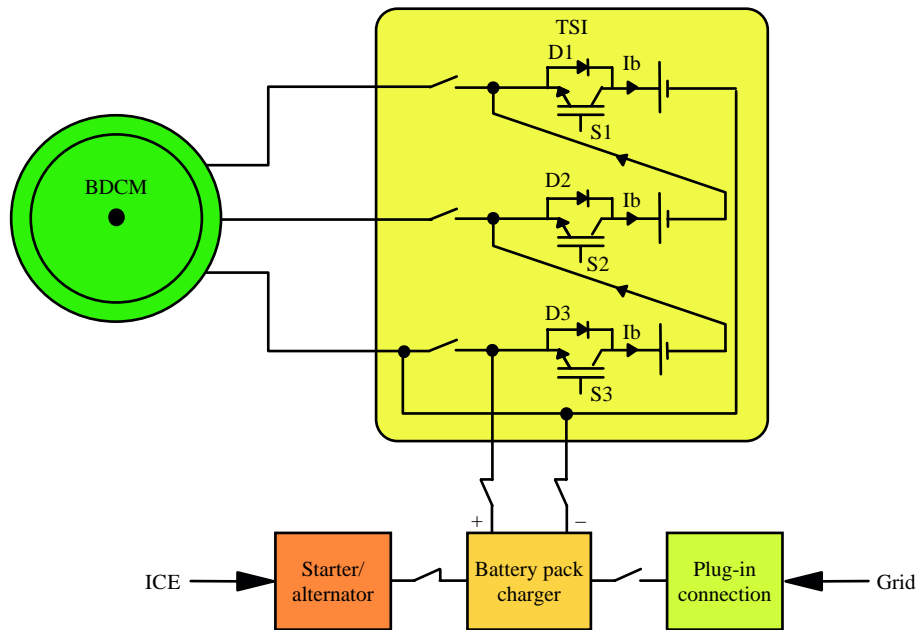 TSI
D1
Ib
S1
BDCM
D2
Ib
S2
D3
Ib
S3
+
−
ICE
Starter/
alternator
Battery pack
charger
Plug-in
connection
Grid